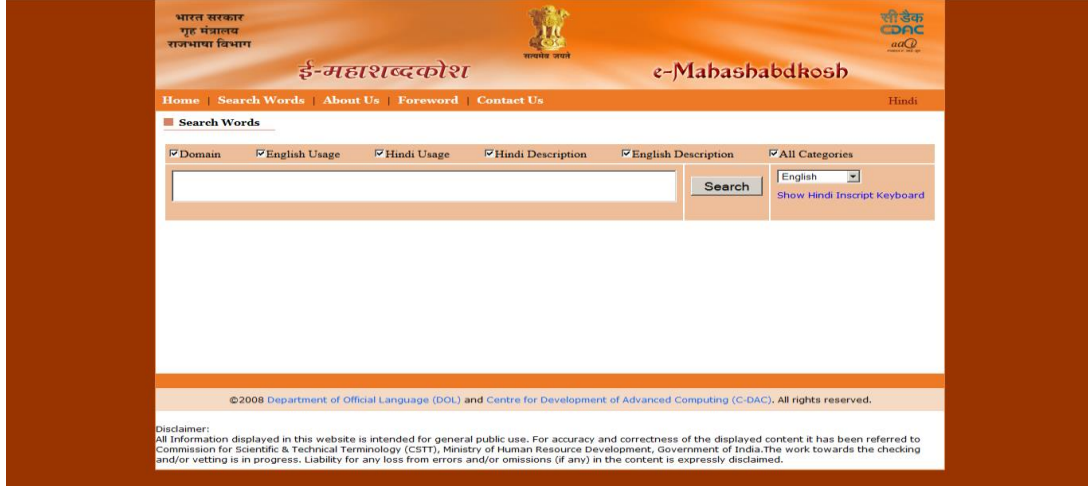 भारत सरकार
गृह मंत्रालय
राजभाषा विभाग
सत्यमेव जयते
सी डैक
CDAC
ई-महाशब्दकोश
e-Mahashabdkosh
Home | Search Words | About Us | Foreword | Contact Us
Hindi
Search Words
Domain English Usage Hindi Usage Hindi Description English Description All Categories
Search
English
Show Hindi Inscript Keyboard
©2008 Department of Official Language (DOL) and Centre for Development of Advanced Computing (C-DAC). All rights reserved.
Disclaimer:
All Information displayed in this website is intended for general public use. For accuracy and correctness of the displayed content it has been referred to
Commission for Scientific & Technical Terminology (CSTT), Ministry of Human Resource Development, Government of India.The work towards the checking
and/or vetting is in progress. Liability for any loss from errors and/or omissions (if any) in the content is expressly disclaimed.